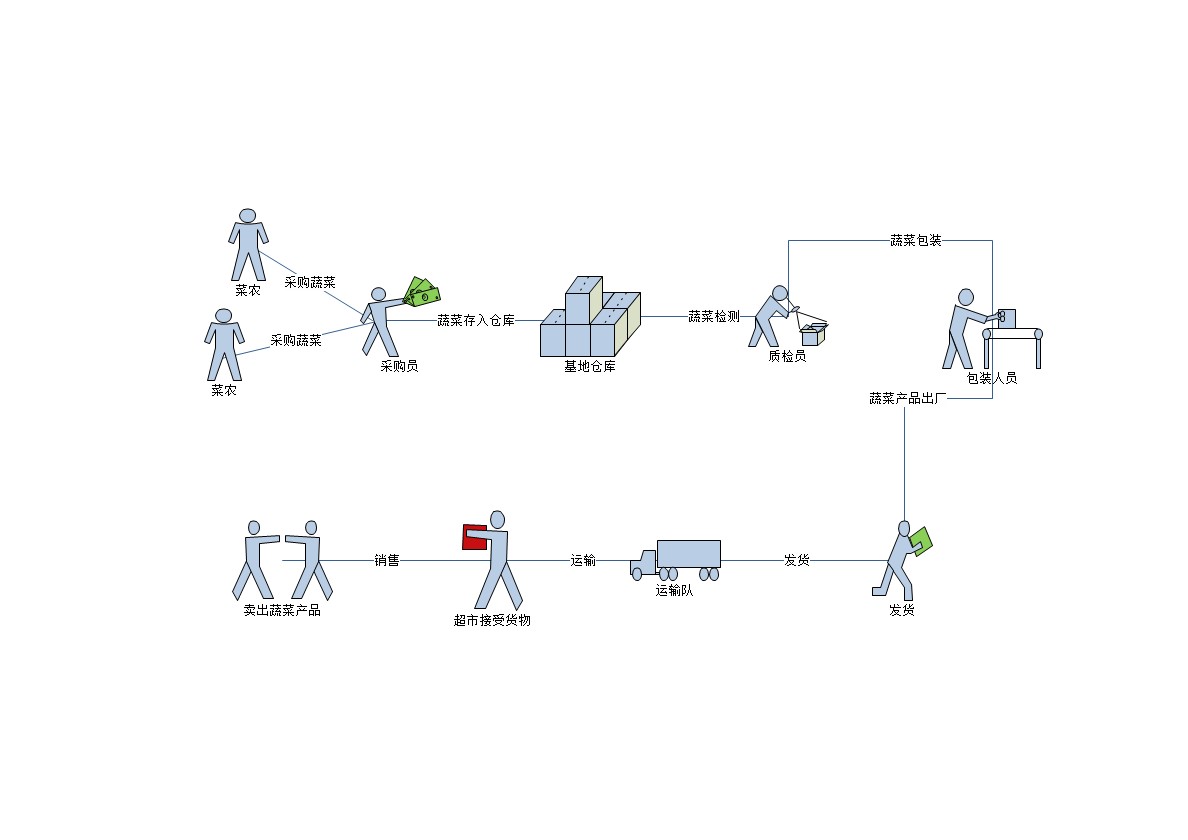 蔬菜包装
采购蔬菜
菜农
蔬菜存入仓库
蔬菜检测
采购蔬菜
质检员
采购员
基地仓库
包装人员
菜农
蔬菜产品出厂
销售
运输
发货
运输队
卖出蔬菜产品
发货
超市接受货物